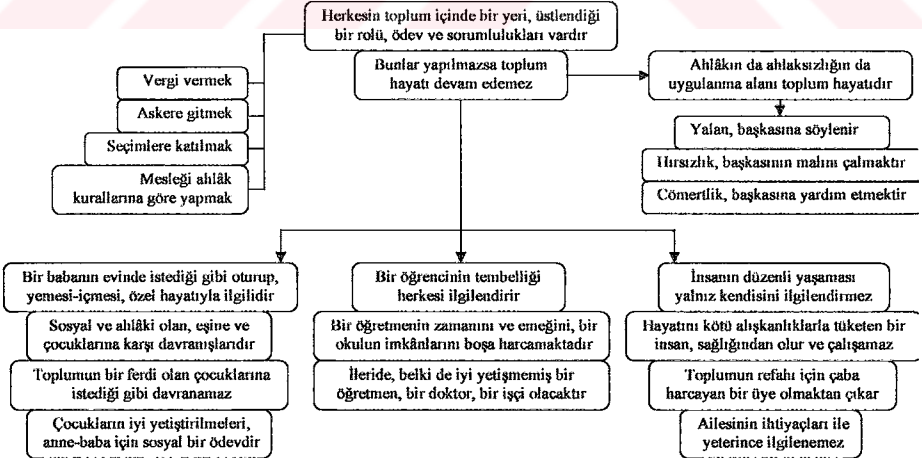 Herkesin toplum içinde bir yeri, üstlendiği
bir rolü, ödev ve sorumlulukları vardır
Bunlar yapılmazsa toplum
hayatı devam edemez
Vergi vermek
Askere gitmek
Seçimlere katılmak
Mesleği ahlâk
kurallarına göre yapmak
Ahlâkın da ahlaksızlığın da
uygulanma alanı toplum hayatıdır
Yalan, başkasına söylenir
Hırsızlık, başkasının malını çalmaktır
Cömertlik, başkasına yardım etmektir
Bir babanın evinde istediği gibi oturup,
yemesi-içmesi, özel hayatıyla ilgilidir
Sosyal ve ahlâki olan, eşine ve
çocuklarına karşı davranışlarıdır
Toplumun bir ferdi olan çocuklarına
istediği gibi davranamaz
Çocukların iyi yetiştirilmeleri,
anne-baba için sosyal bir ödevdir
Bir öğrencinin tembelliği
herkesi ilgilendirir
Bir öğretmenin zamanını ve emeğini, bir
okulun imkânlarını boşa harcamaktadır
İleride, belki de iyi yetişmemiş bir
öğretmen, bir doktor, bir işçi olacaktır
İnsanın düzenli yaşaması
yalnız kendisini ilgilendirmez
Hayatını kötü alışkanlıklarla tüketen bir
insan, sağlığından olur ve çalışamaz
Toplumun refahı için çaba
harcayan bir üye olmaktan çıkar
Ailesinin ihtiyaçları ile
yeterince ilgilenemez